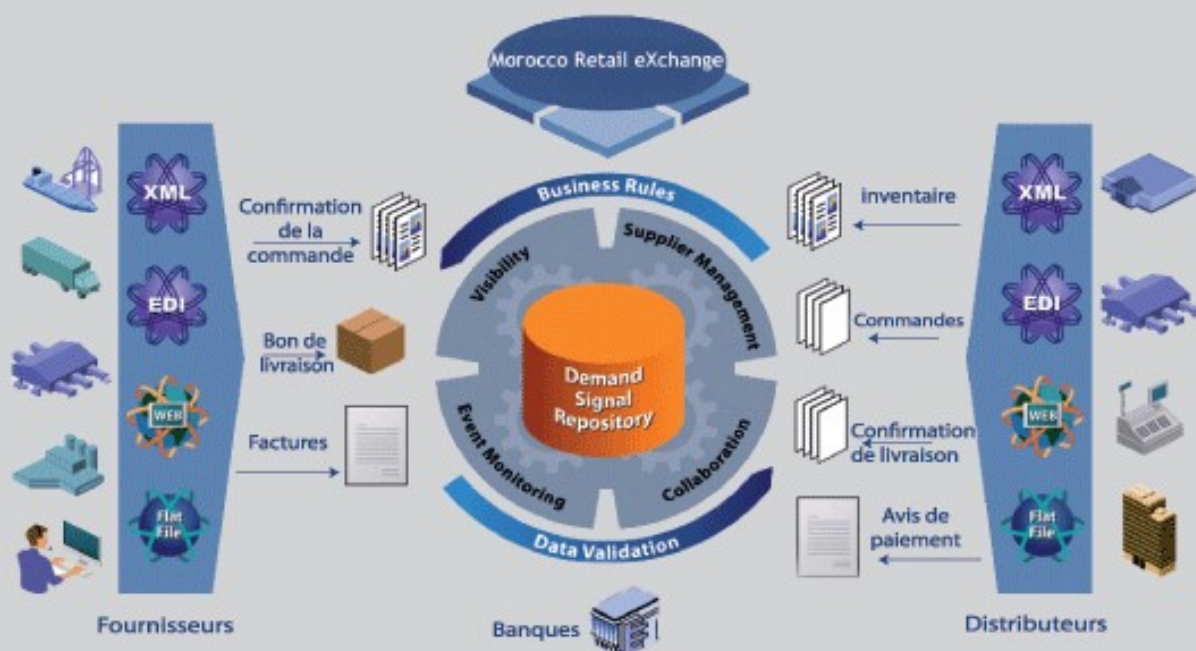 Morocco Retail eXchange
XML
EDI
WEB
Flat
File
Fournisseurs
Confirmation
de la
commande
Bon de
livraison
Factures
Business Rules
Visibility
Supplier Management
Demand
Signal
Repository
Event Monitoring
Collaboration
Data Validation
Banques
inventaire
Commandes
Confirmation
de livraison
Avis de
paiement
XML
EDI
WEB
Flat
File
Distributeurs